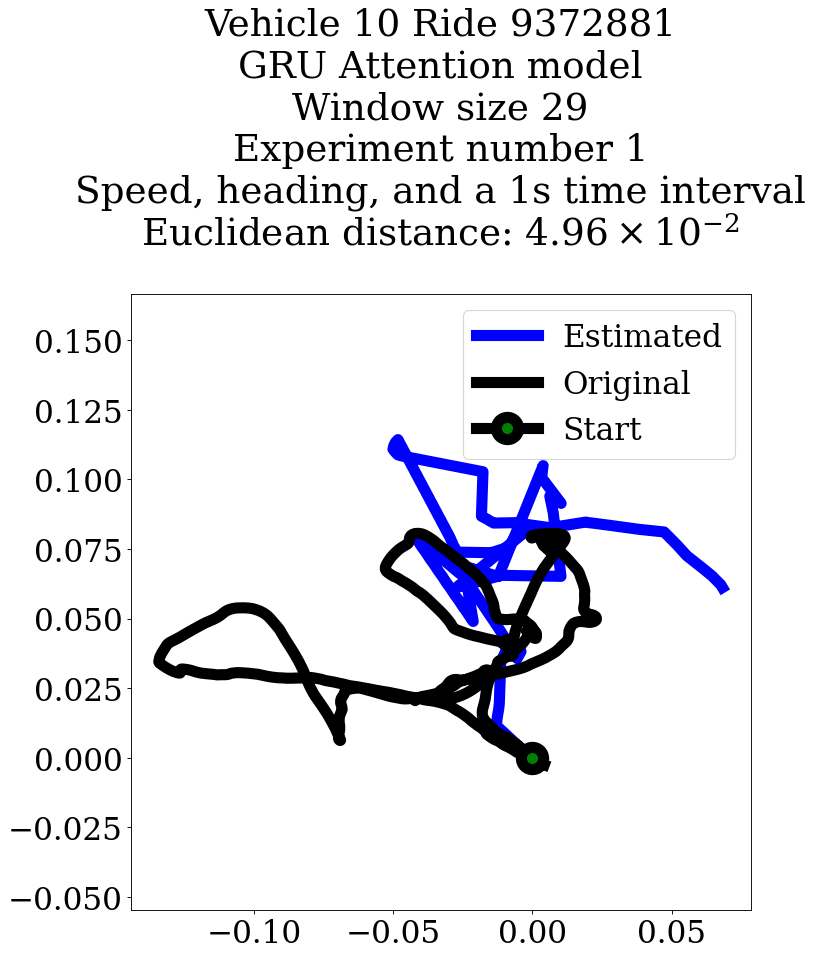 Vehicle 10 Ride 9372881
GRU Attention model
Window size 29
Experiment number 1
Speed, heading, and a 1s time interval
Euclidean distance: 4.96 × 10⁻²
Estimated
Original
Start
0.150
0.125
0.100
0.075
0.050
0.025
0.000
−0.025
−0.050
−0.10 −0.05 0.00 0.05